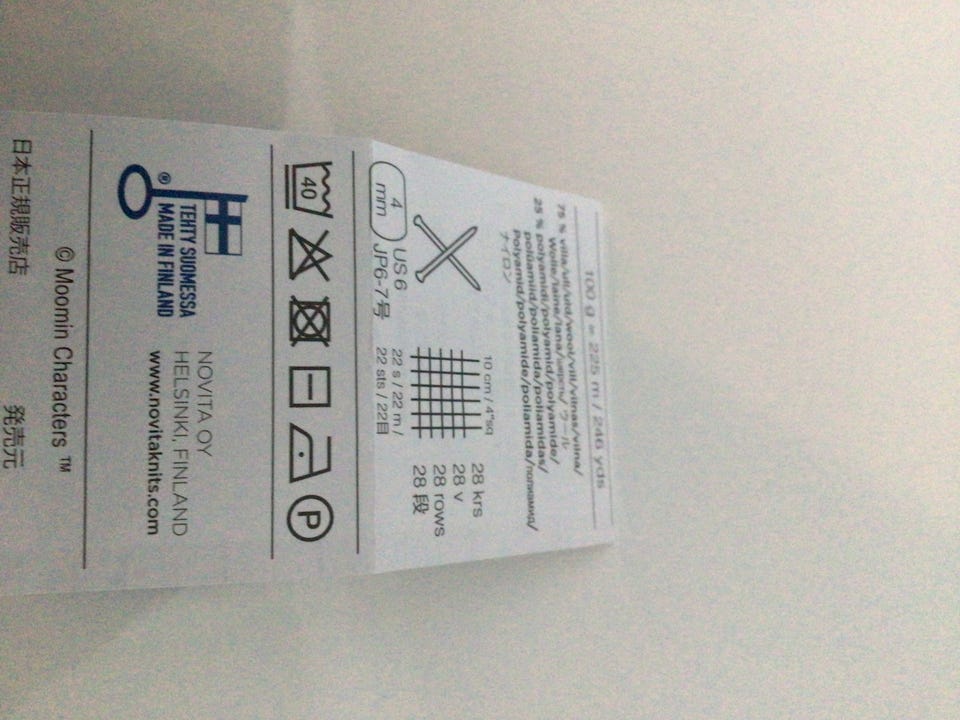 100 g = 225 m / 246 yds
75 % villa/ull/uld/wool/vill/vilnas/vilna/
Wolle/laine/lana/шерсть/ウール
25 % polyamidi/polyamid/polyamide/
polüamiid/poliamida/poliamidas/
Polyamid/polyamide/poliamida/полиамид/
ナイロン
4
mm
US 6
JP6-7号
10 cm / 4"sq
22 s / 22 m /
22 sts / 22目
28 krs
28 v
28 rows
28 段
40
P
®
TEHTY SUOMESSA
MADE IN FINLAND
NOVITA OY
HELSINKI, FINLAND
www.novitaknits.com
© Moomin Characters ™
日本正規販売店
発売元